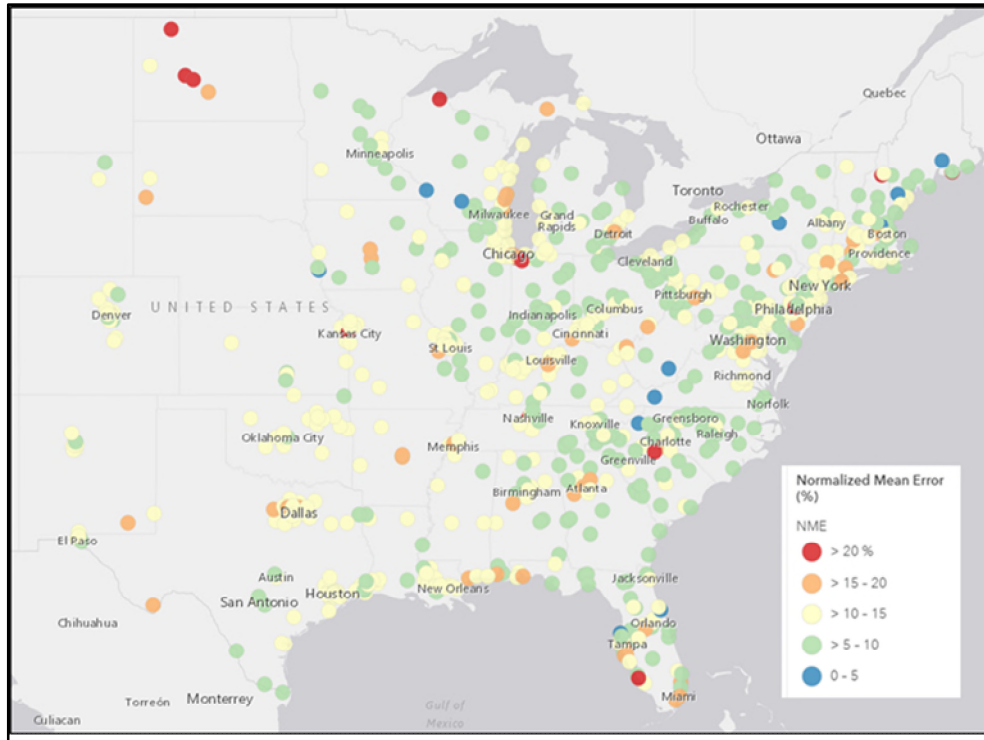 Quebec
Ottawa
Minneapolis
Toronto
Rochester
Buffalo
Albany
Boston
Providence
Milwaukee
Grand
Rapids
Detroit
Chicago
Cleveland
New York
Pittsburgh
Philadelphia
UNITED STATES
Denver
Indianapolis
Columbus
Cincinnati
Kansas City
St Louis
Washington
Louisville
Richmond
Norfolk
Nashville
Knoxville
Greensboro
Raleigh
Charlotte
Greenville
Oklahoma City
Memphis
Birmingham
Atlanta
Dallas
El Paso
Austin
Houston
San Antonio
New Orleans
Jacksonville
Orlando
Tampa
Miami
Chihuahua
Torreón
Monterrey
Culiacan
Gulf of
Mexico
Normalized Mean Error
(%)
NME
> 20 %
> 15 - 20
> 10 - 15
> 5 - 10
0 - 5